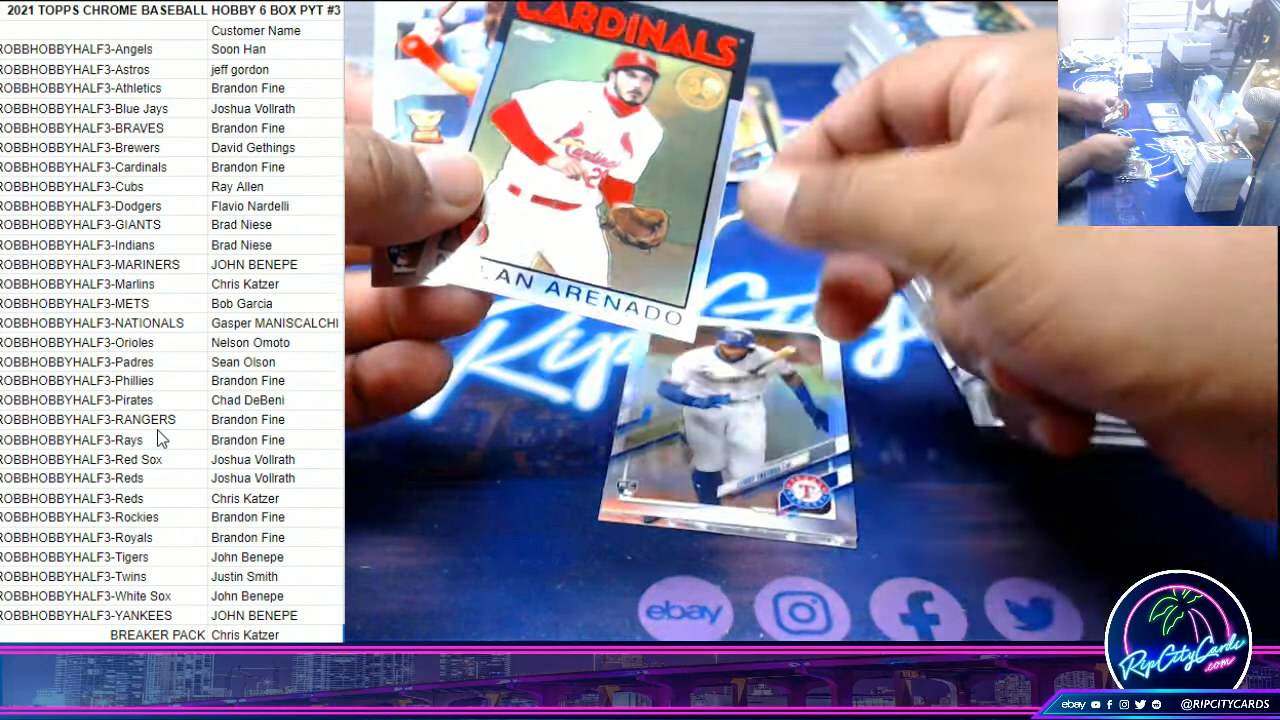 2021 TOPPS CHROME BASEBALL HOBBY 6 BOX PYT #3
Customer Name
ROBBHOBBYHALF3-Angels Soon Han
ROBBHOBBYHALF3-Astros jeff gordon
ROBBHOBBYHALF3-Athletics Brandon Fine
ROBBHOBBYHALF3-Blue Jays Joshua Vollrath
ROBBHOBBYHALF3-BRAVES Brandon Fine
ROBBHOBBYHALF3-Brewers David Gethings
ROBBHOBBYHALF3-Cardinals Brandon Fine
ROBBHOBBYHALF3-Cubs Ray Allen
ROBBHOBBYHALF3-Dodgers Flavio Nardelli
ROBBHOBBYHALF3-GIANTS Brad Niese
ROBBHOBBYHALF3-Indians Brad Niese
ROBBHOBBYHALF3-MARINERS JOHN BENEPE
ROBBHOBBYHALF3-Marlins Chris Katzer
ROBBHOBBYHALF3-METS Bob Garcia
ROBBHOBBYHALF3-NATIONALS Gasper MANISCALCHI
ROBBHOBBYHALF3-Orioles Nelson Omoto
ROBBHOBBYHALF3-Padres Sean Olson
ROBBHOBBYHALF3-Phillies Brandon Fine
ROBBHOBBYHALF3-Pirates Chad DeBeni
ROBBHOBBYHALF3-RANGERS Brandon Fine
ROBBHOBBYHALF3-Rays Brandon Fine
ROBBHOBBYHALF3-Red Sox Joshua Vollrath
ROBBHOBBYHALF3-Reds Joshua Vollrath
ROBBHOBBYHALF3-Reds Chris Katzer
ROBBHOBBYHALF3-Rockies Brandon Fine
ROBBHOBBYHALF3-Royals Brandon Fine
ROBBHOBBYHALF3-Tigers John Benepe
ROBBHOBBYHALF3-Twins Justin Smith
ROBBHOBBYHALF3-White Sox John Benepe
ROBBHOBBYHALF3-YANKEES JOHN BENEPE
BREAKER PACK Chris Katzer
CARDINALS
Cardinals
LAN ARENADO
Rip
T
ebay
RipCityCards
.com
ebay @RIPCITYCARDS